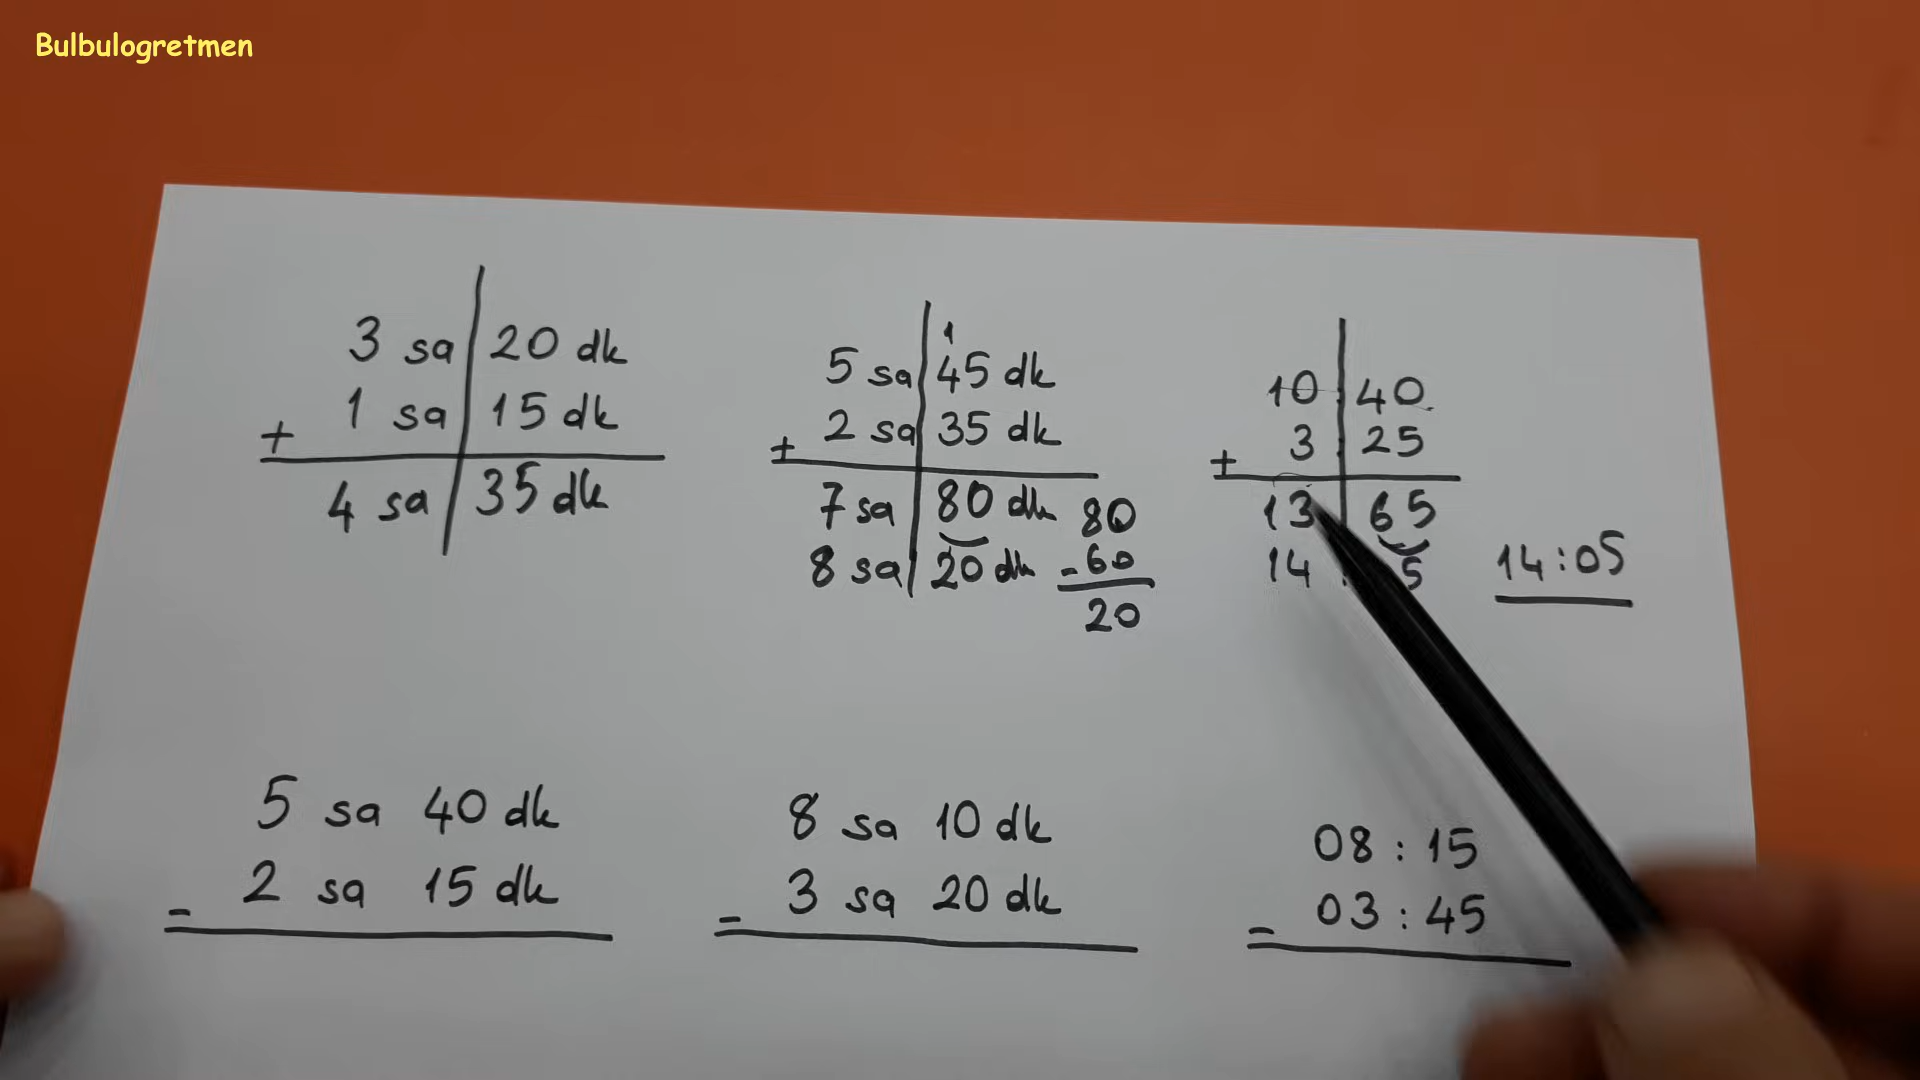 Bulbulogretmen
3 sa 20 dk
+ 1 sa 15 dk
4 sa 35 dk
1
5 sa 45 dk
+ 2 sa 35 dk
7 sa 80 dk
8 sa 20 dk
80
- 60
20
10 : 40
+ 3 : 25
13 65
14 : 5
14:05
5 sa 40 dk
- 2 sa 15 dk
8 sa 10 dk
- 3 sa 20 dk
08 : 15
- 03 : 45